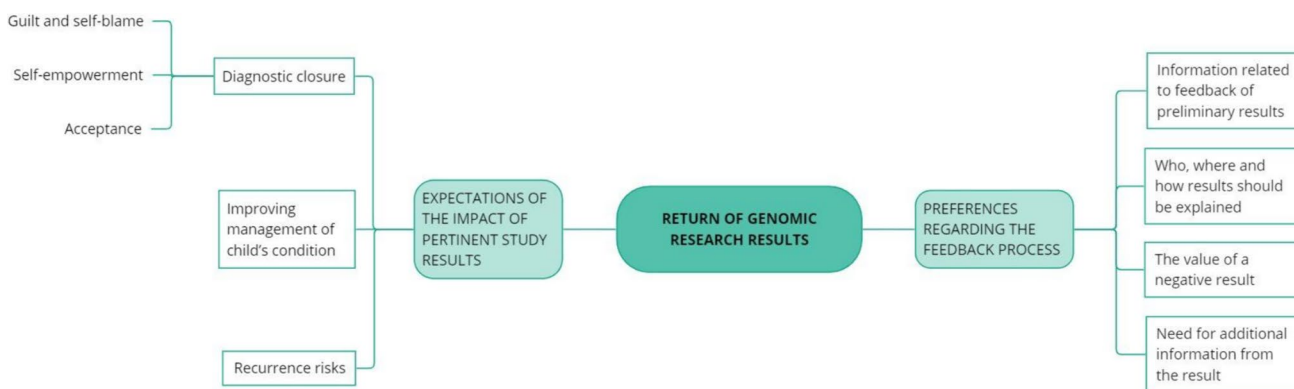 Guilt and self-blame
Self-empowerment
Acceptance
Diagnostic closure
Improving
management of
child's condition
Recurrence risks
EXPECTATIONS OF
THE IMPACT OF
PERTINENT STUDY
RESULTS
RETURN OF GENOMIC
RESEARCH RESULTS
PREFERENCES
REGARDING THE
FEEDBACK PROCESS
Information related
to feedback of
preliminary results
Who, where and
how results should
be explained
The value of a
negative result
Need for additional
information from
the result